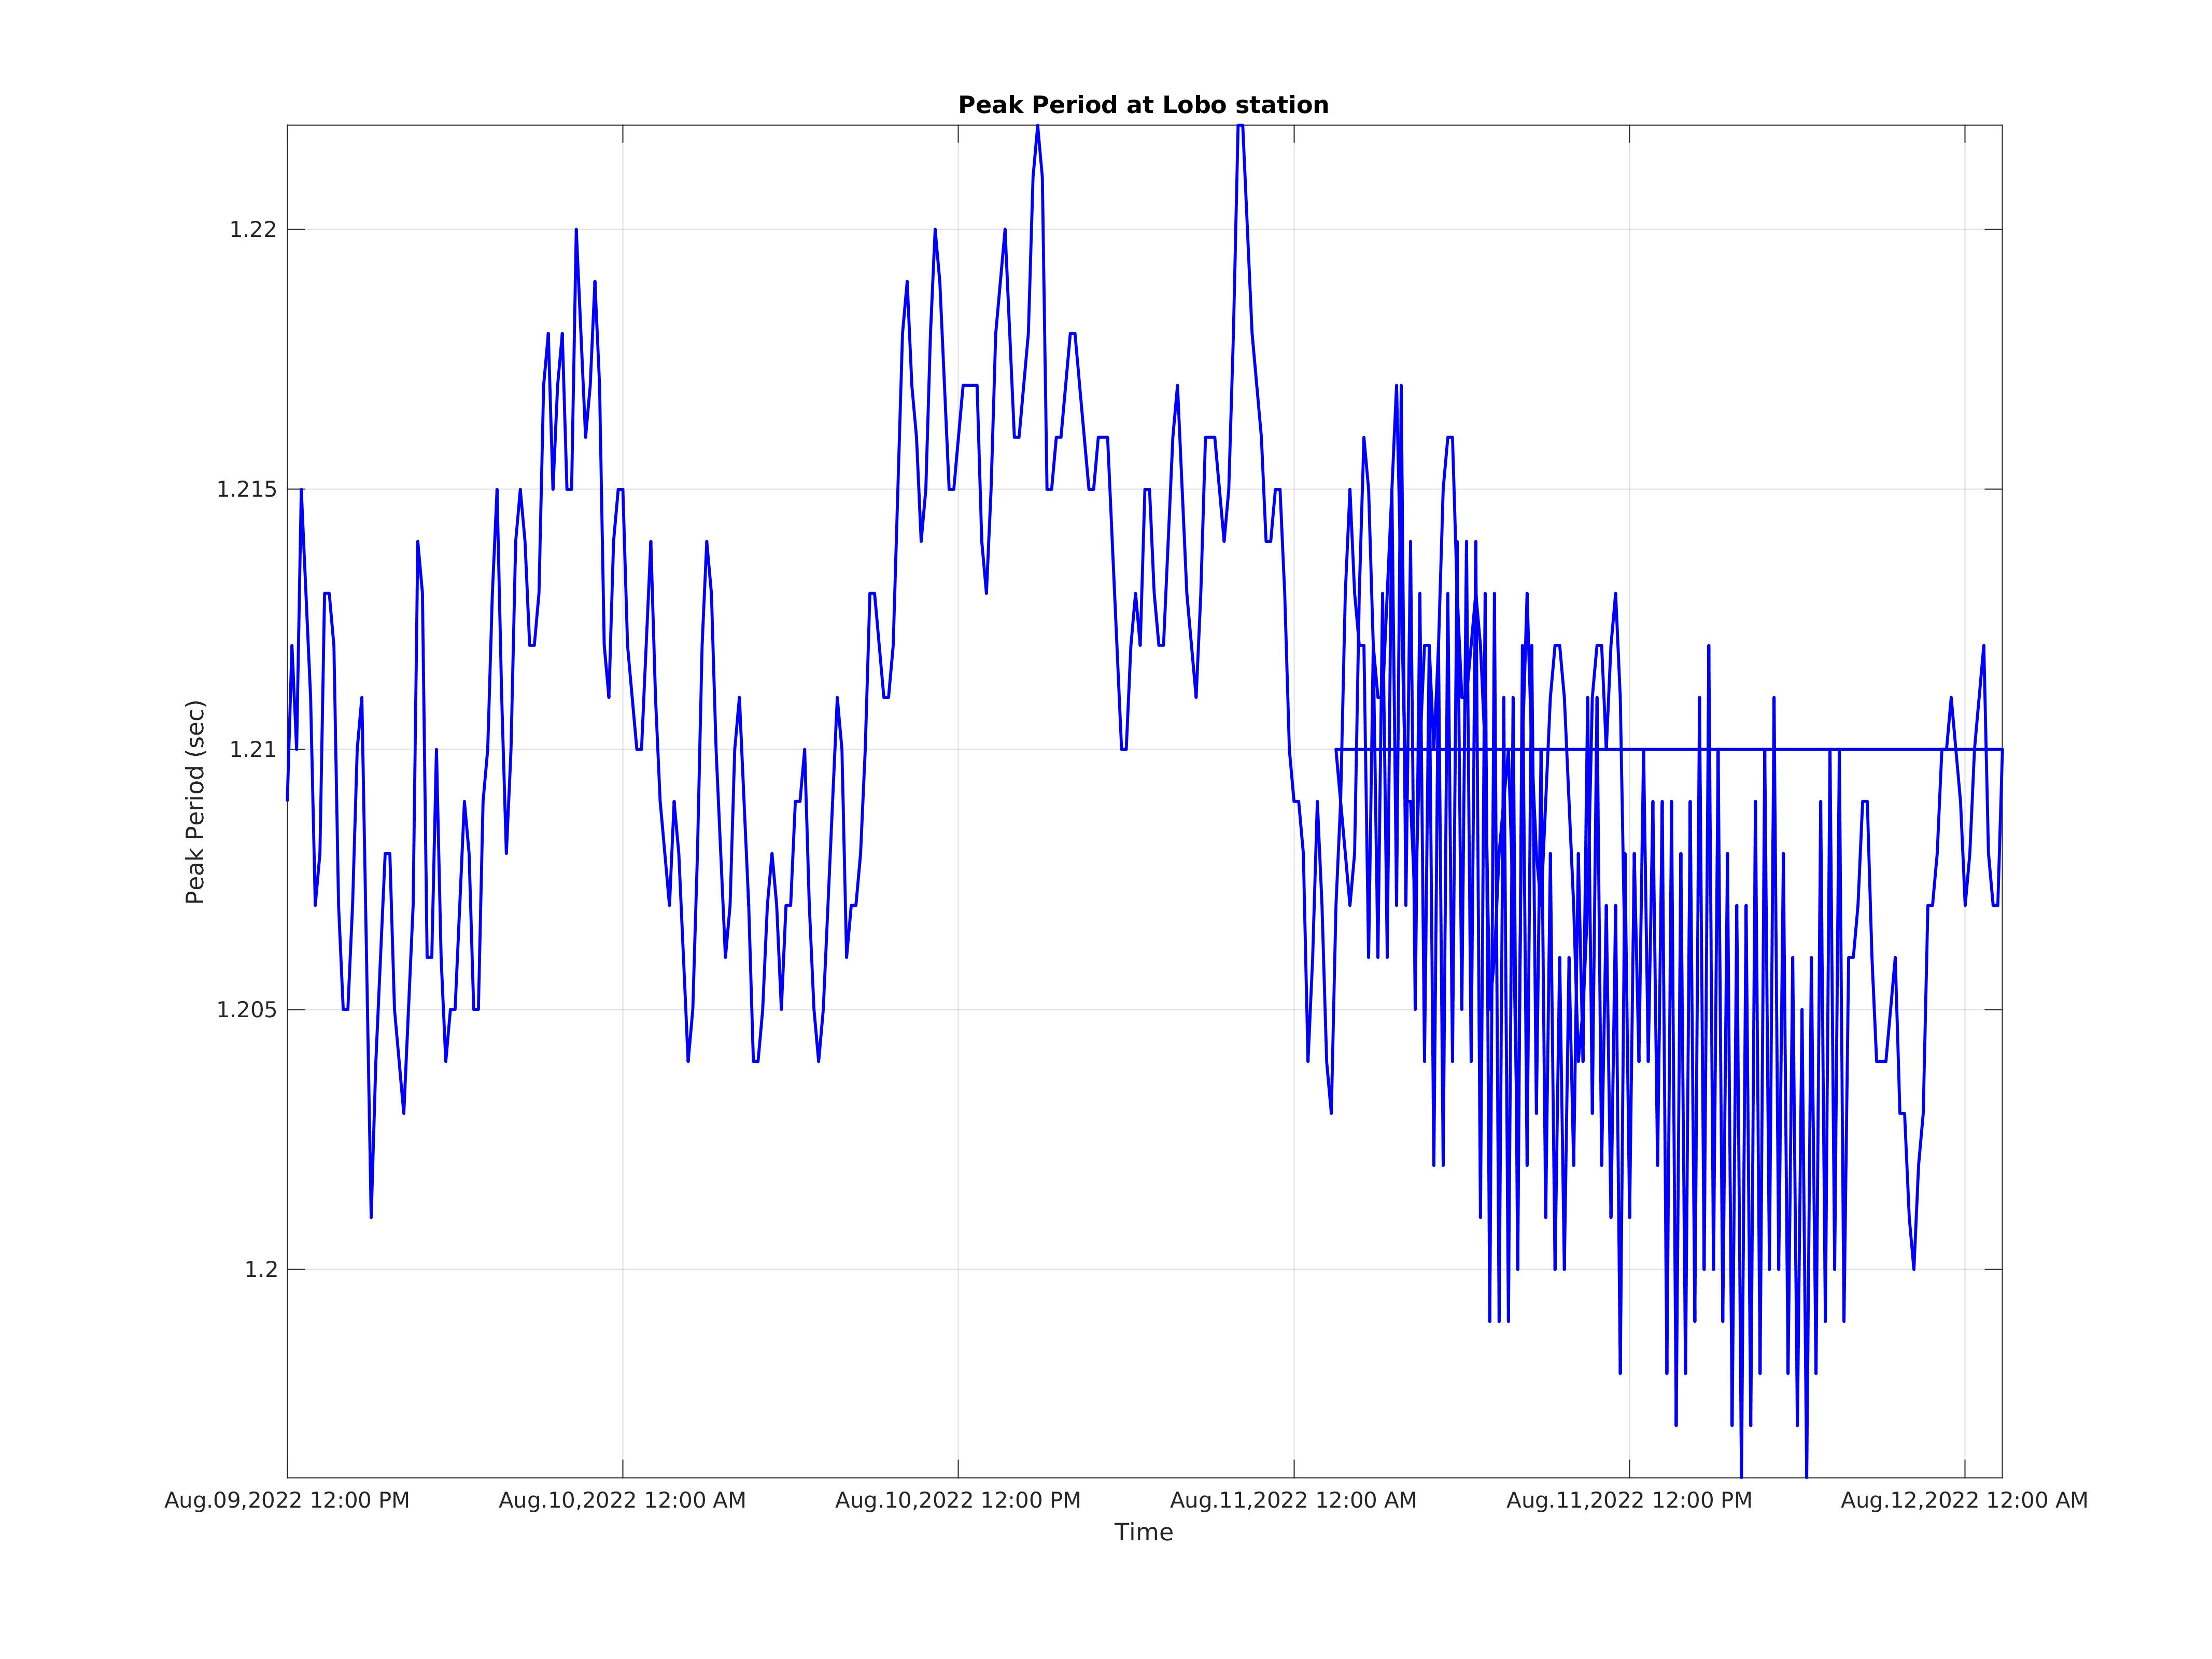 Peak Period at Lobo station
1.22
1.215
1.21
1.205
1.2
Peak Period (sec)
Aug.09,2022 12:00 PM
Aug.10,2022 12:00 AM
Aug.10,2022 12:00 PM
Aug.11,2022 12:00 AM
Aug.11,2022 12:00 PM
Aug.12,2022 12:00 AM
Time